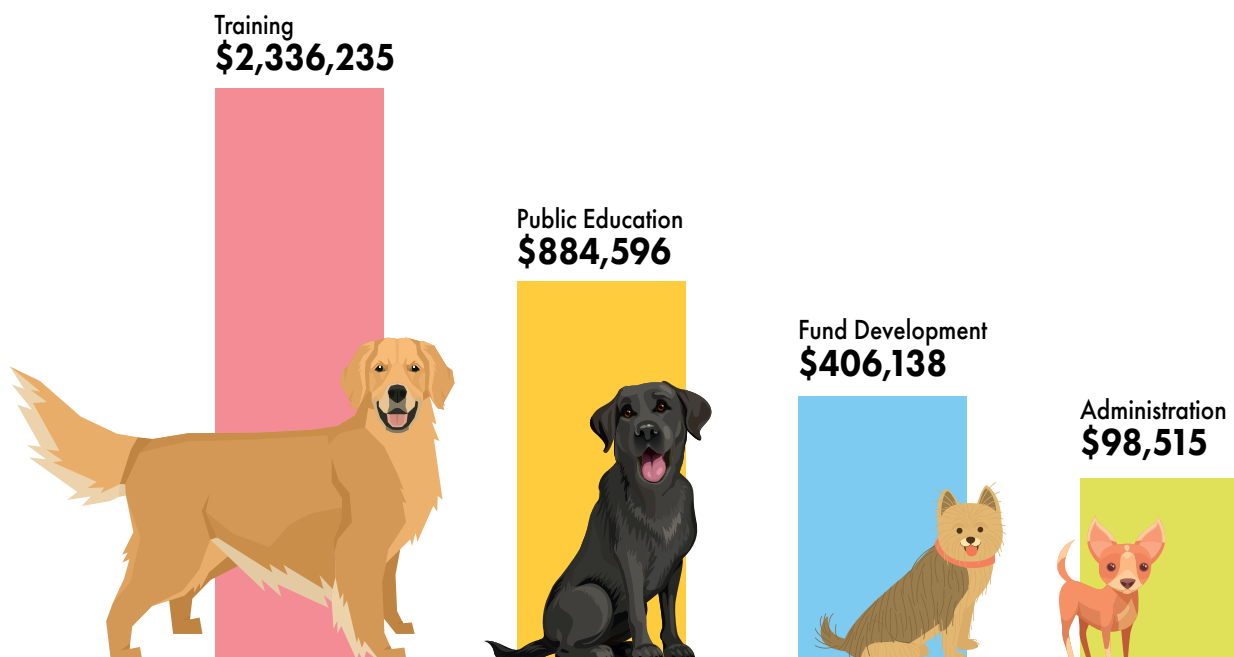 Training
$2,336,235
Public Education
$884,596
Fund Development
$406,138
Administration
$98,515